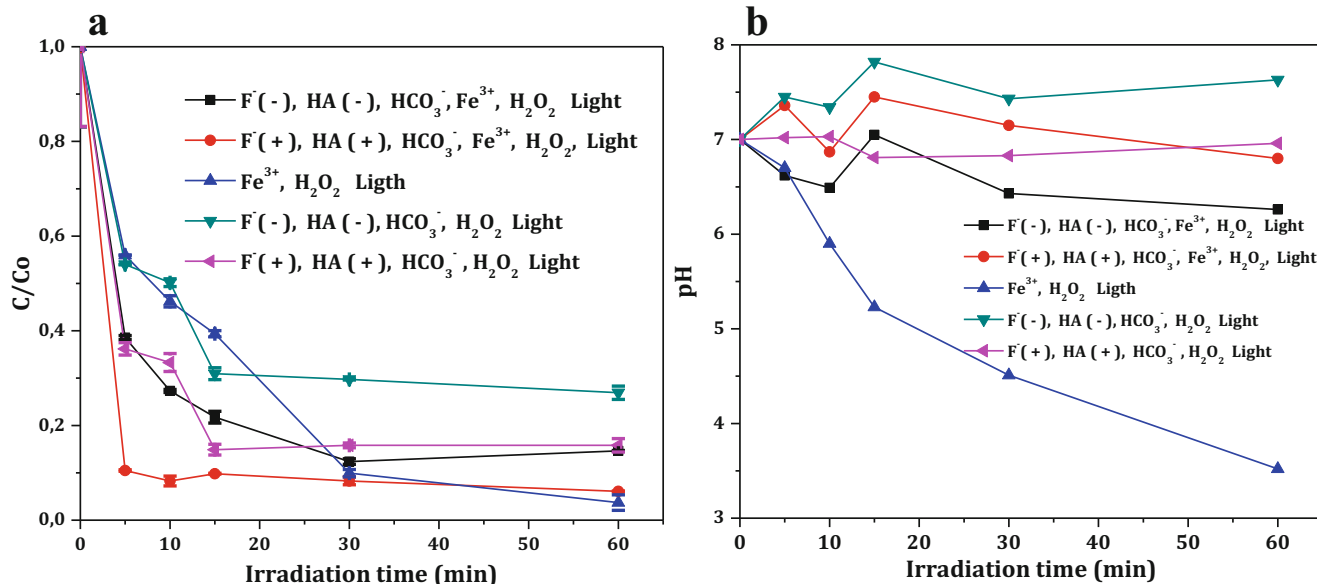 a
1,0
0,8
0,6
0,4
0,2
0,0
C/Co
F⁻(-), HA (-), HCO₃⁻,Fe³⁺, H₂O₂ Light
F⁻(+), HA (+), HCO₃⁻, Fe³⁺, H₂O₂, Light
Fe³⁺, H₂O₂ Ligth
F⁻(-), HA (-),HCO₃⁻, H₂O₂ Light
F⁻(+), HA (+), HCO₃⁻,H₂O₂ Light
0 10 20 30 40 50 60
Irradiation time (min)
b
8
7
6
5
4
3
pH
F⁻(-), HA (-), HCO₃⁻,Fe³⁺, H₂O₂ Light
F⁻(+), HA (+), HCO₃⁻ Fe³⁺, H₂O₂, Light
Fe³⁺, H₂O₂ Ligth
F⁻(-), HA (-),HCO₃⁻, H₂O₂ Light
F⁻(+), HA (+), HCO₃⁻,H₂O₂ Light
0 10 20 30 40 50 60
Irradiation time (min)